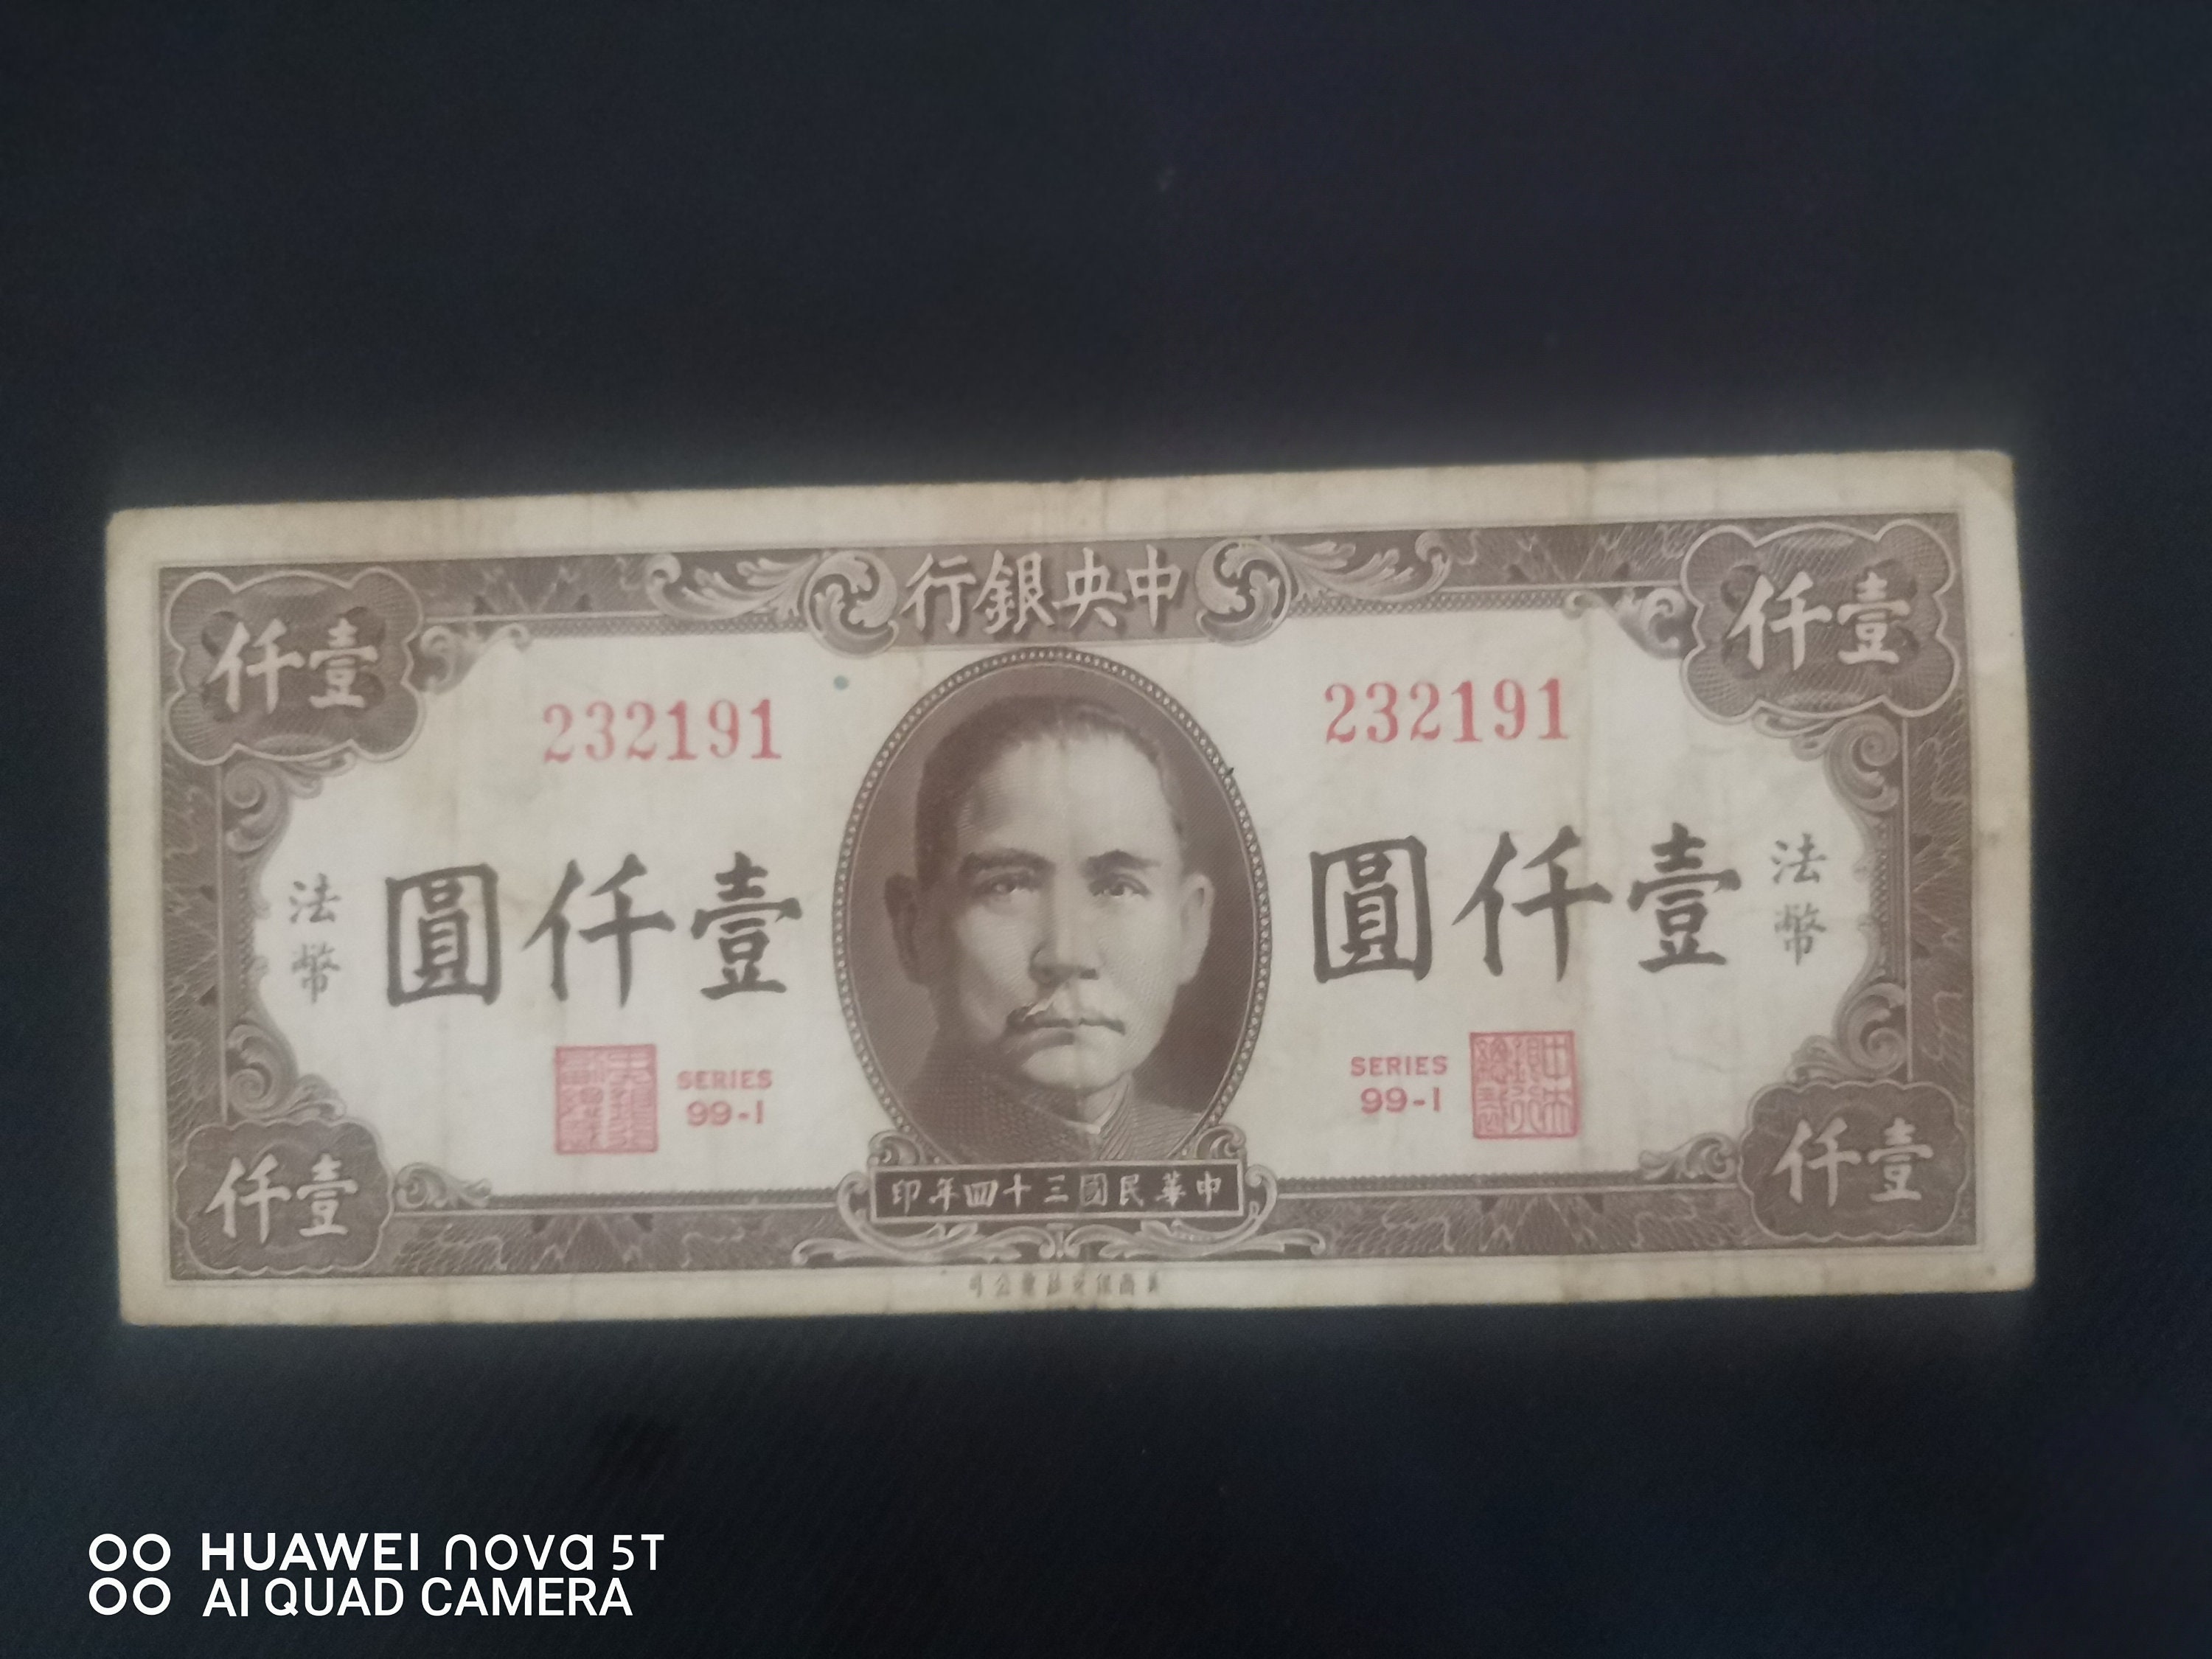 中央銀行
壹仟
壹仟
232191
232191
法幣
壹仟圓
壹仟圓
法幣
SERIES
99-1
SERIES
99-1
中華民國三十四年印
壹仟
壹仟
HUAWEI nova 5T
AI QUAD CAMERA